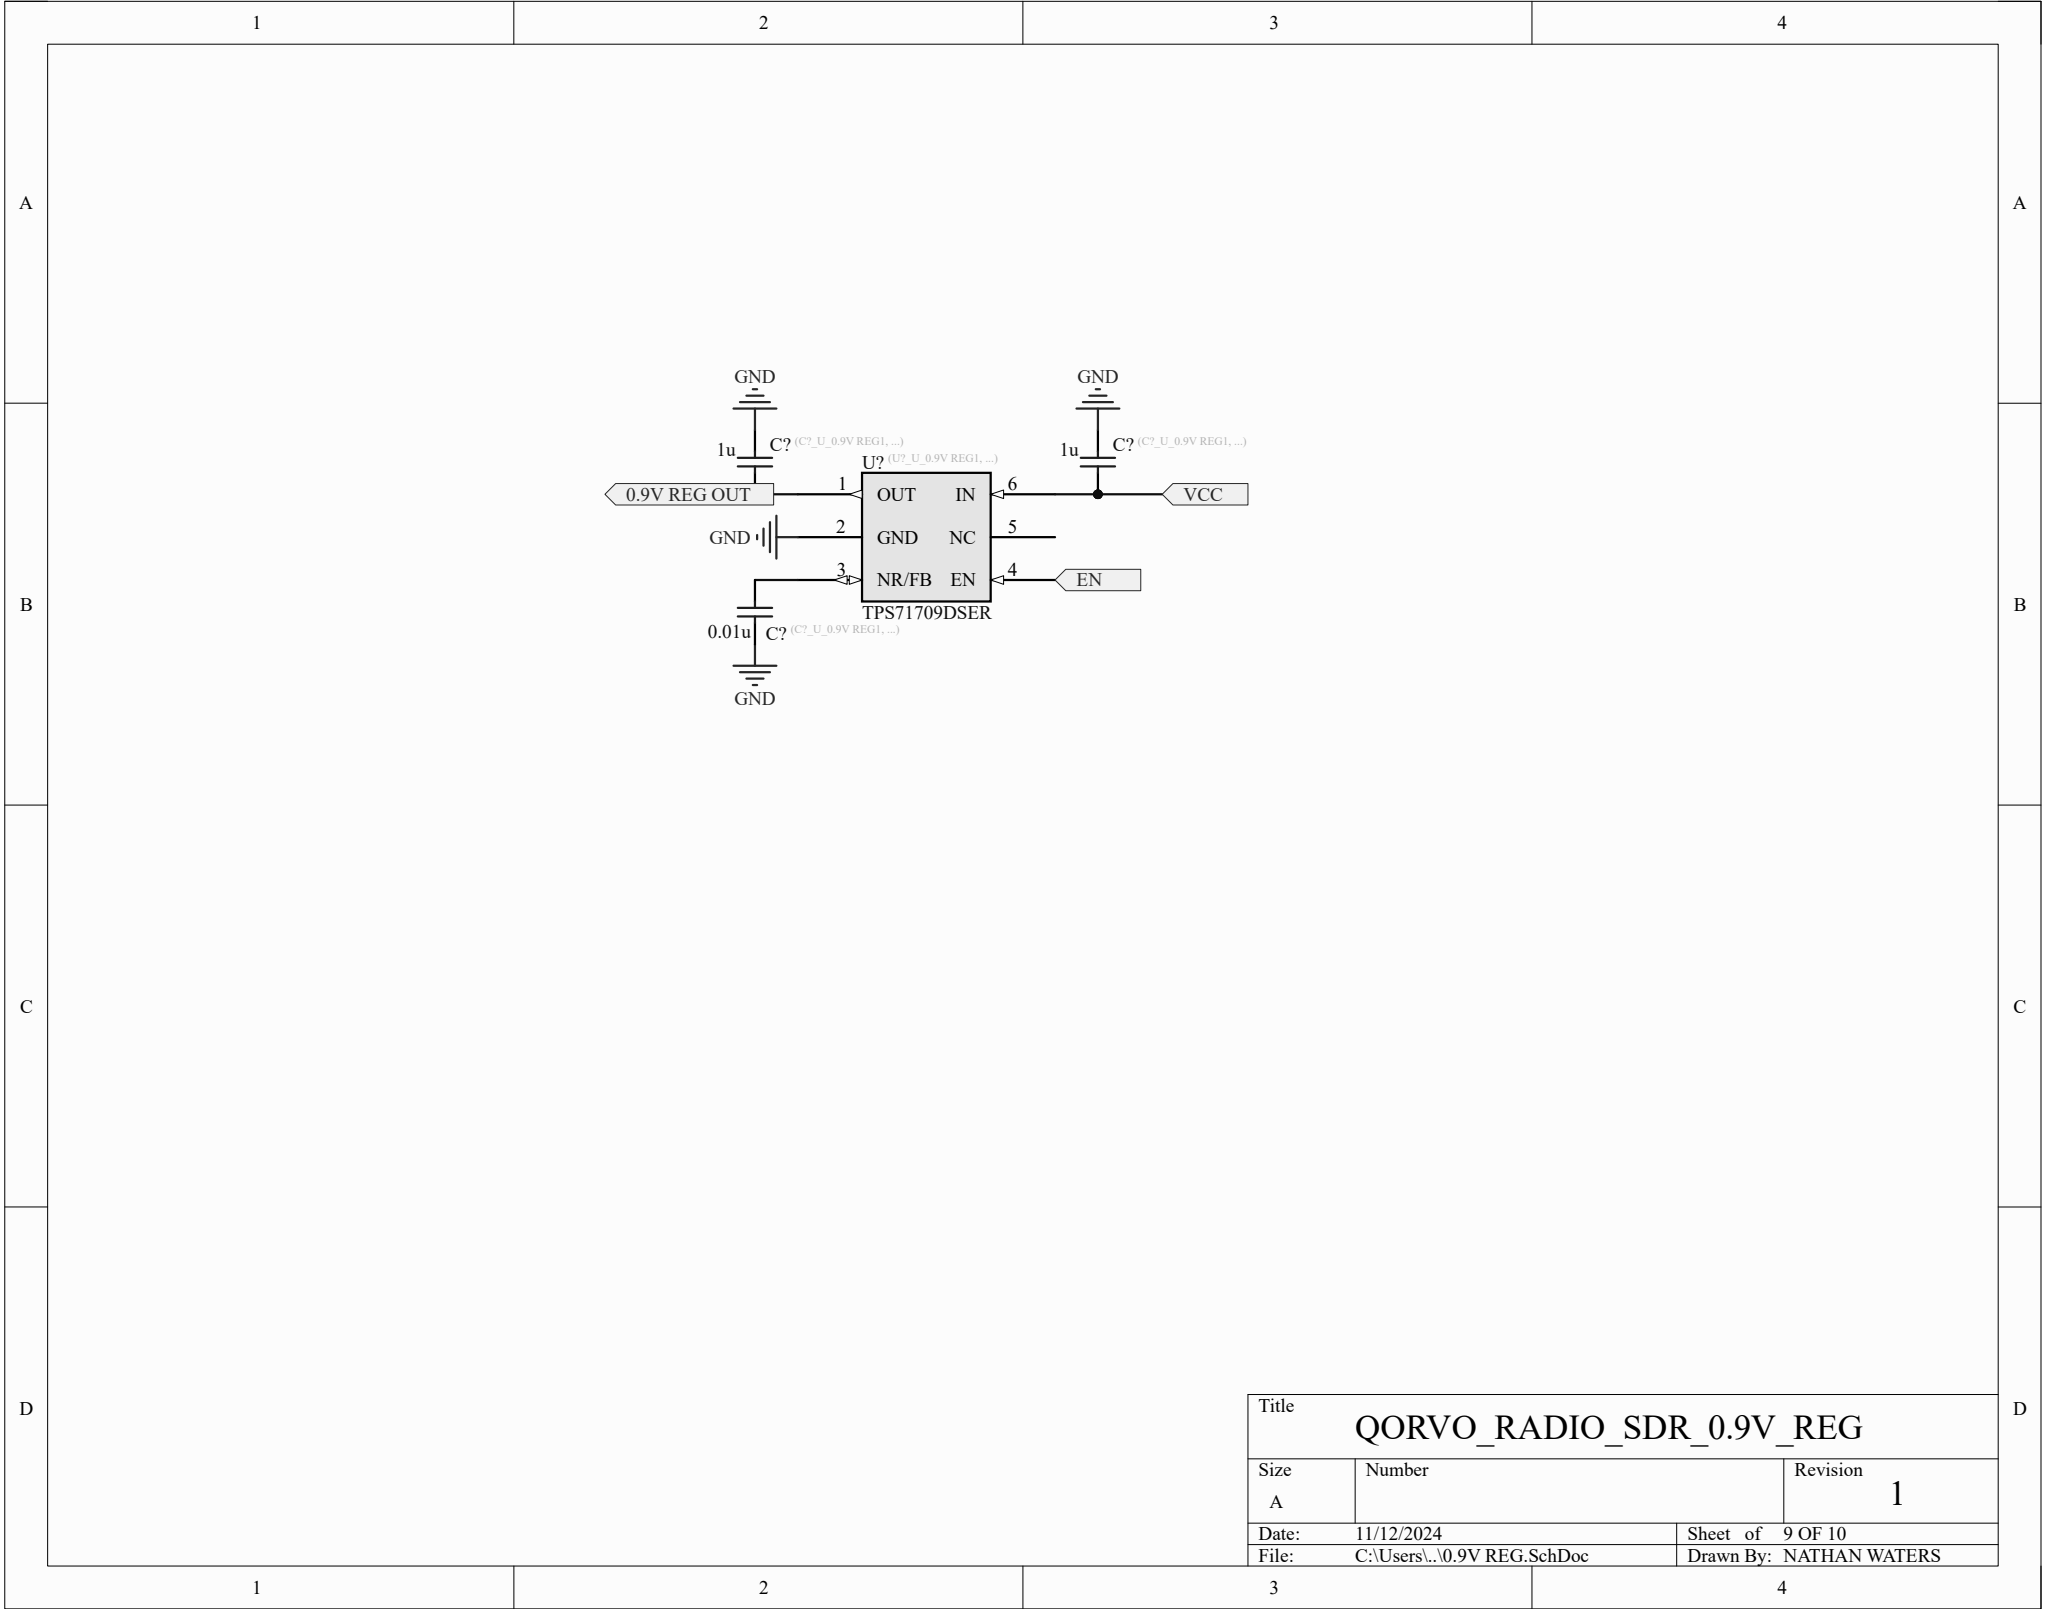 1 2 3 4
A A
GND GND
1u C? (C?_U_0.9V REG1, ...) 1u C? (C?_U_0.9V REG1, ...)
U? (U?_U_0.9V REG1, ...)
0.9V REG OUT 1 OUT IN 6 VCC
GND 2 GND NC 5
3 NR/FB EN 4 EN
B B
TPS71709DSER
0.01u C? (C?_U_0.9V REG1, ...)
GND
C C
D D
Title
QORVO_RADIO_SDR_0.9V_REG
Size Number Revision
A 1
Date: 11/12/2024 Sheet of 9 OF 10
File: C:\Users\..\0.9V REG.SchDoc Drawn By: NATHAN WATERS
1 2 3 4